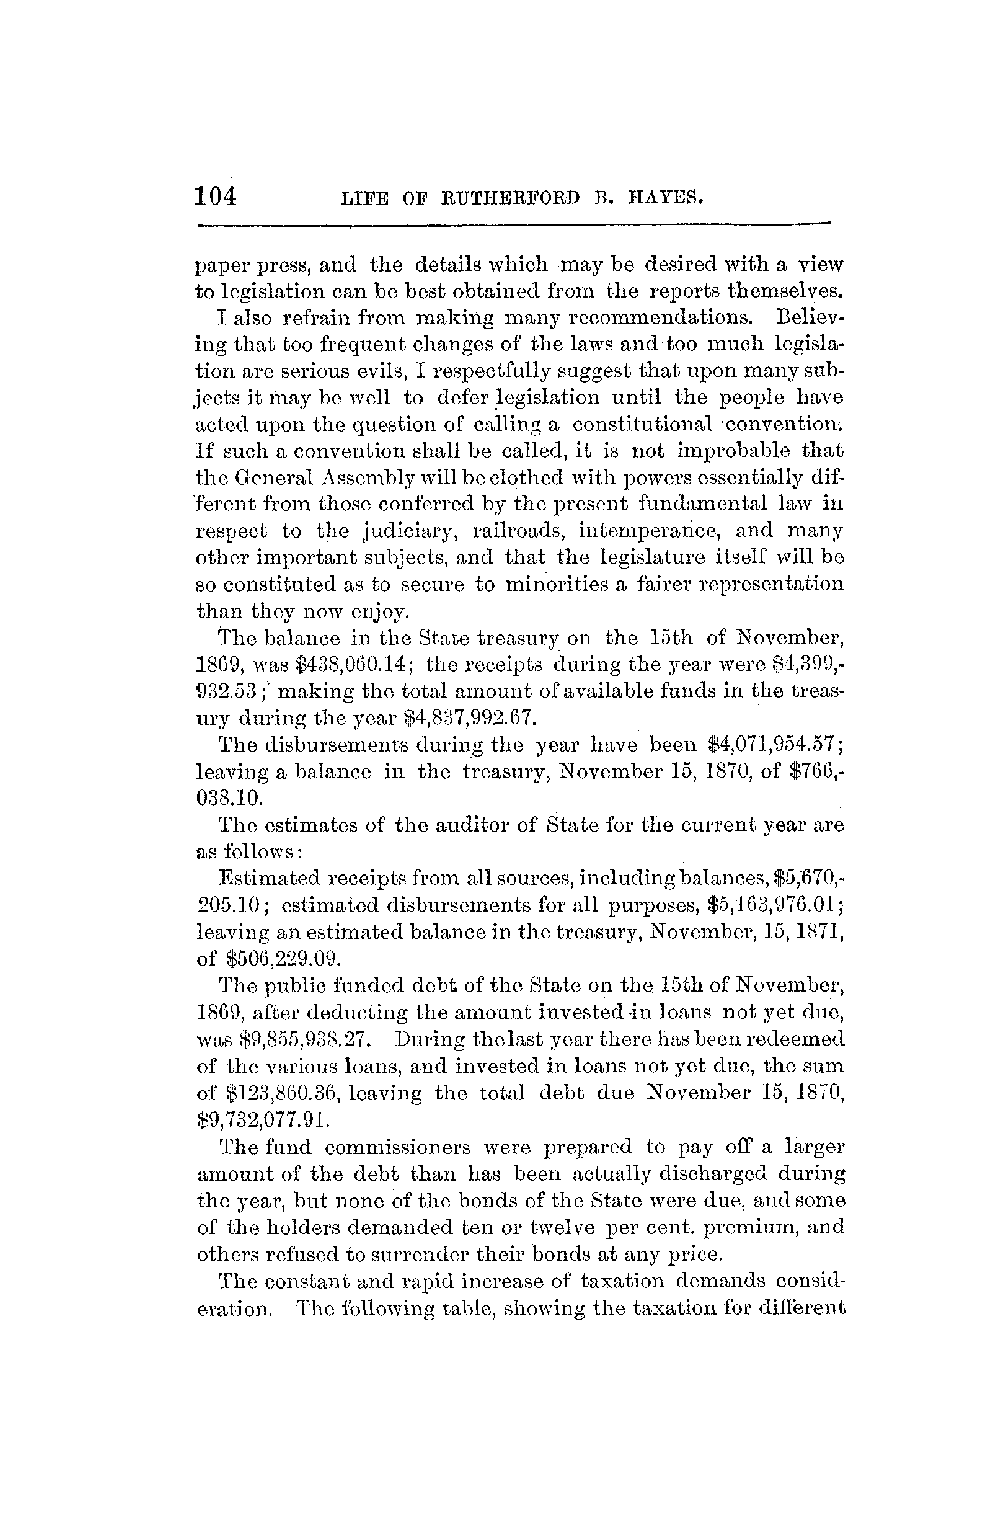 104 LIFE OF RUTHERFORD B. HAYES.
paper press, and the details which may be desired with a view
to legislation can be best obtained from the reports themselves.
I also refrain from making many recommendations. Believ-
ing that too frequent changes of the laws and too much legisla-
tion are serious evils, I respectfully suggest that upon many sub-
jects it may be well to defer legislation until the people have
acted upon the question of calling a constitutional convention.
If such a convention shall be called, it is not improbable that
the General Assembly will be clothed with powers essentially dif-
ferent from those conferred by the present fundamental law in
respect to the judiciary, railroads, intemperance, and many
other important subjects, and that the legislature itself will be
so constituted as to secure to minorities a fairer representation
than they now enjoy.
The balance in the State treasury on the 15th of November,
1869, was $438,060.14; the receipts during the year were $4,399,-
932.53; making the total amount of available funds in the treas-
ury during the year $4,837,992.67.
The disbursements during the year have been $4,071,954.57;
leaving a balance in the treasury, November 15, 1870, of $766,-
038.10.
The estimates of the auditor of State for the current year are
as follows:
Estimated receipts from all sources, including balances, $5,670,-
205.10; estimated disbursements for all purposes, $5,163,976.01;
leaving an estimated balance in the treasury, November, 15, 1871,
of $506,229.09.
The public funded debt of the State on the 15th of November,
1869, after deducting the amount invested in loans not yet due,
was $9,855,938.27. During the last year there has been redeemed
of the various loans, and invested in loans not yet due, the sum
of $123,860.36, leaving the total debt due November 15, 1870,
$9,732,077.91.
The fund commissioners were prepared to pay off a larger
amount of the debt than has been actually discharged during
the year, but none of the bonds of the State were due, and some
of the holders demanded ten or twelve per cent. premium, and
others refused to surrender their bonds at any price.
The constant and rapid increase of taxation demands consid-
eration. The following table, showing the taxation for different